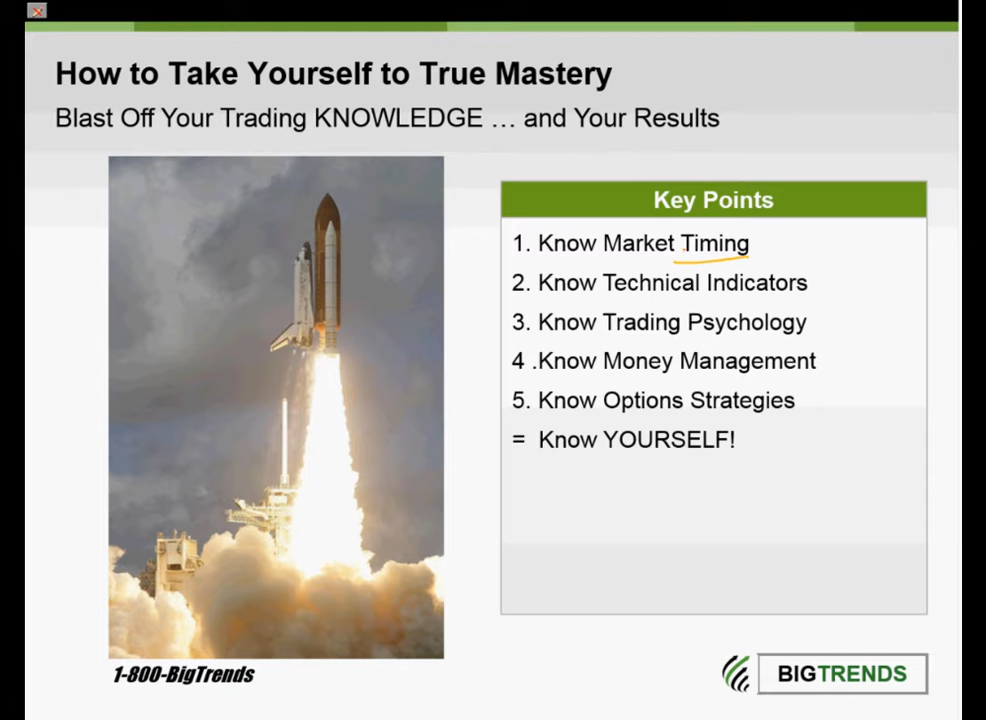 How to Take Yourself to True Mastery
Blast Off Your Trading KNOWLEDGE ... and Your Results
Key Points
1. Know Market Timing
2. Know Technical Indicators
3. Know Trading Psychology
4 .Know Money Management
5. Know Options Strategies
= Know YOURSELF!
1-800-BigTrends
BIGTRENDS